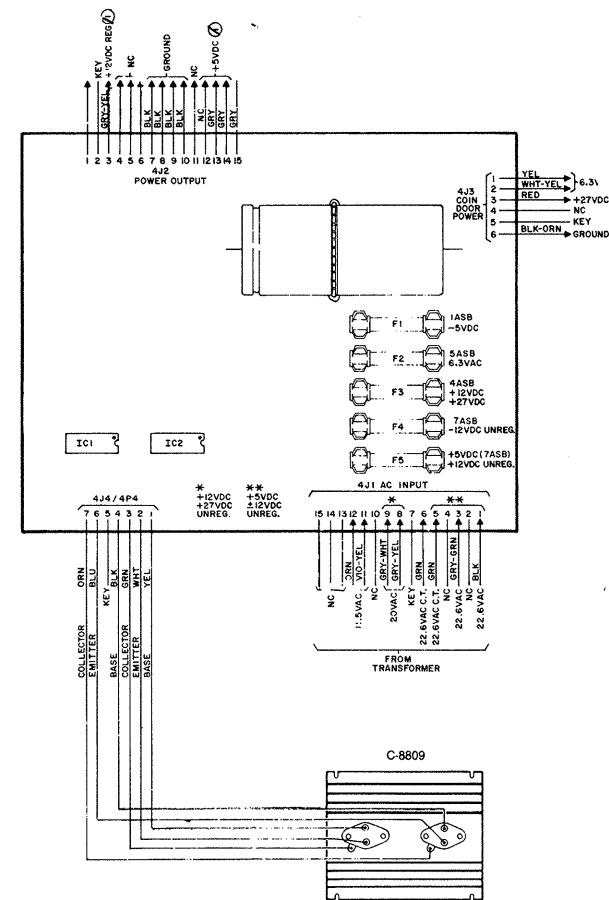 KEY
+12VDC REG 1
NC
GROUND
NC
+5VDC
GRY-YEL
BLK
BLK
BLK
BLK
NC
GRY
GRY
GRY
1 2 3 4 5 6 7 8 9 10 11 12 13 14 15
4J2
POWER OUTPUT
4J3
COIN
DOOR
POWER
1 YEL
2 WHT-YEL 6.3V
3 RED +27VDC
4 NC
5 KEY
6 BLK-ORN GROUND
F1 1ASB
-5VDC
F2 5ASB
6.3VAC
F3 4ASB
+12VDC
+27VDC
F4 7ASB
-12VDC UNREG.
F5 +5VDC (7ASB)
+12VDC UNREG.
IC1
IC2
4J4/4P4
7 6 5 4 3 2 1
*
+12VDC
+27VDC
UNREG.
**
+5VDC
±12VDC
UNREG.
4J1 AC INPUT
* **
15 14 13 12 11 10 9 8 7 6 5 4 3 2 1
ORN
BLU
KEY
BLK
GRN
WHT
YEL
COLLECTOR
EMITTER
BASE
COLLECTOR
EMITTER
BASE
NC
ORN
VIO-YEL
11.5VAC
NC
GRY-WHT
GRY-YEL
20VAC
KEY
GRN
22.6VAC C.T.
GRN
22.6VAC C.T.
NC
GRY-GRN
22.6VAC
NC
BLK
22.6VAC
FROM
TRANSFORMER
C-8809